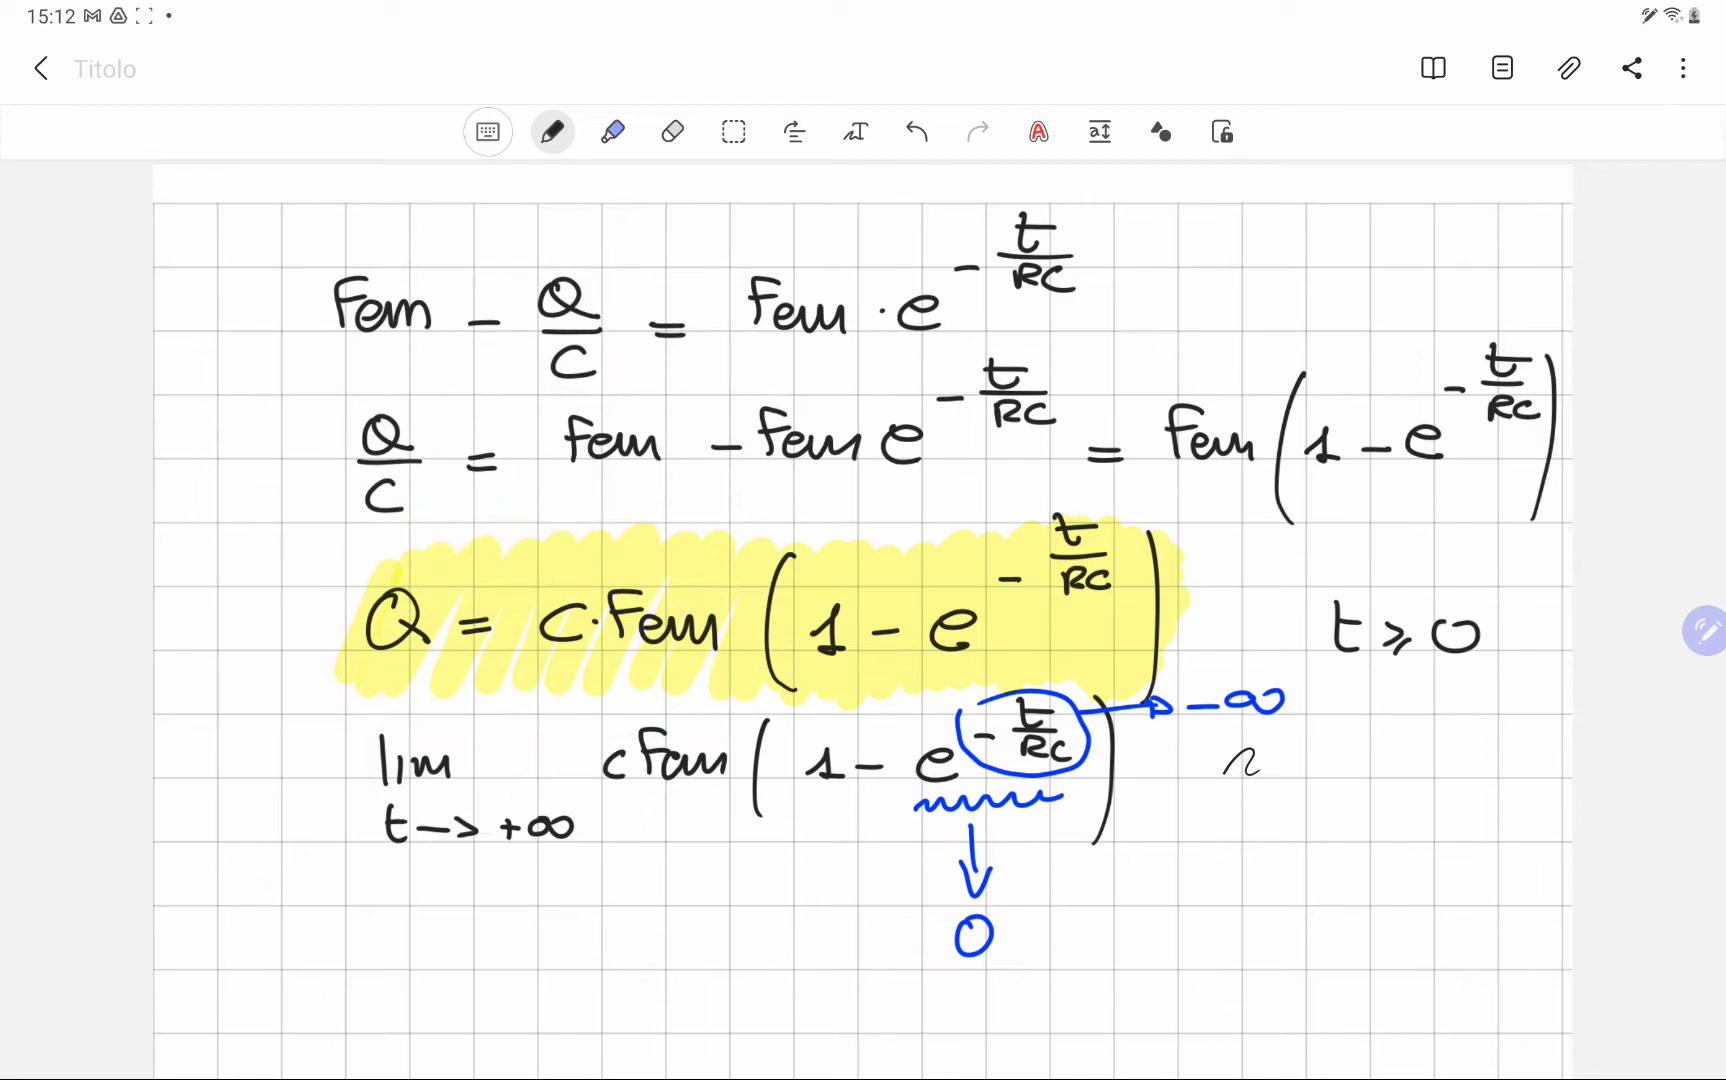 15:12
Titolo
Fem - Q/C = Fem · e^(-t/RC)
Q/C = Fem - Fem e^(-t/RC) = Fem (1 - e^(-t/RC))
Q = C·Fem (1 - e^(-t/RC)) t ⩾ 0
lim t -> +∞ C Fem (1 - e^(-t/RC)) → -∞
0